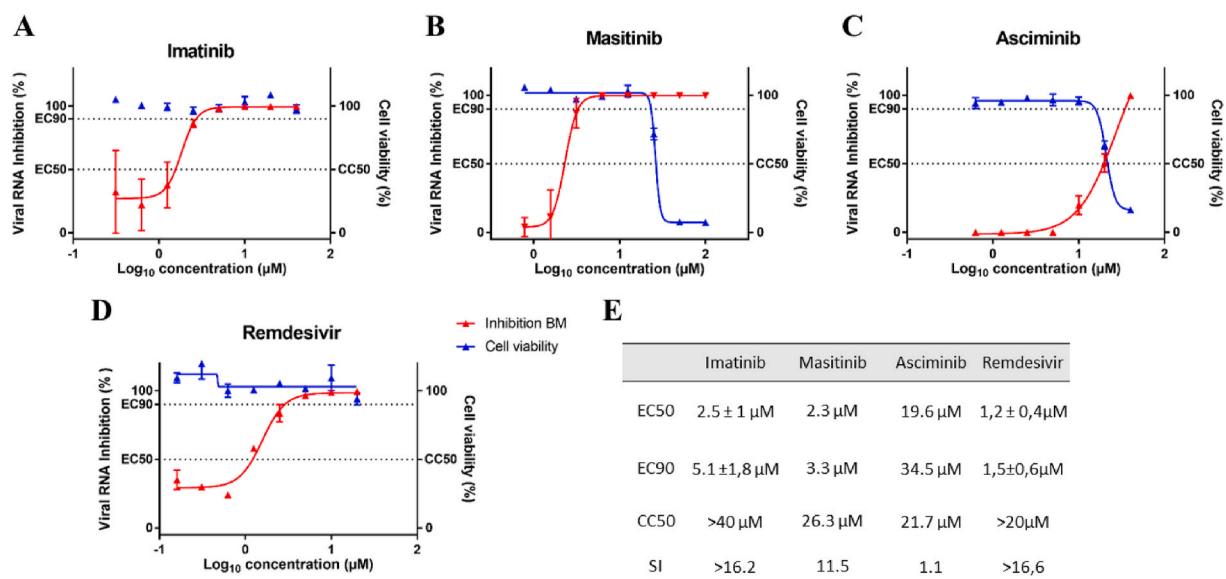 A
Imatinib
Viral RNA Inhibition (% )
100
EC90
EC50
0
100
CC50
0
Cell viability (%)
-1
0
1
2
Log10 concentration (µM)
B
Masitinib
Viral RNA Inhibition (% )
100
EC90
EC50
0
100
CC50
0
Cell viability (%)
0
1
2
Log10 concentration (µM)
C
Asciminib
Viral RNA Inhibition (% )
100
EC90
EC50
0
100
CC50
0
Cell viability (%)
-1
0
1
2
Log10 concentration (µM)
D
Remdesivir
Viral RNA Inhibition (% )
100
EC90
EC50
0
100
CC50
0
Cell viability (%)
-1
0
1
2
Log10 concentration (µM)
Inhibition BM
Cell viability
E
Imatinib Masitinib Asciminib Remdesivir
EC50 2.5 ± 1 µM 2.3 µM 19.6 µM 1,2 ± 0,4µM
EC90 5.1 ±1,8 µM 3.3 µM 34.5 µM 1,5±0,6µM
CC50 >40 µM 26.3 µM 21.7 µM >20µM
SI >16.2 11.5 1.1 >16,6